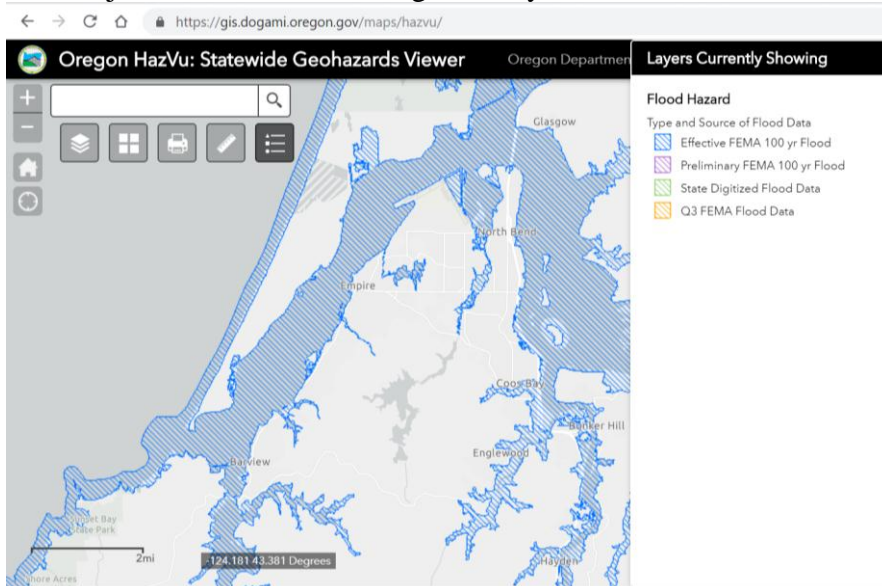 https://gis.dogami.oregon.gov/maps/hazvu/
Oregon HazVu: Statewide Geohazards Viewer
Oregon Departmen
Layers Currently Showing
Flood Hazard
Type and Source of Flood Data
Effective FEMA 100 yr Flood
Preliminary FEMA 100 yr Flood
State Digitized Flood Data
Q3 FEMA Flood Data
Glasgow
North Bend
Empire
Coos Bay
Bunker Hill
Englewood
Barview
Sunset Bay
State Park
2mi
-124.181 43.381 Degrees
Hayden
Shore Acres